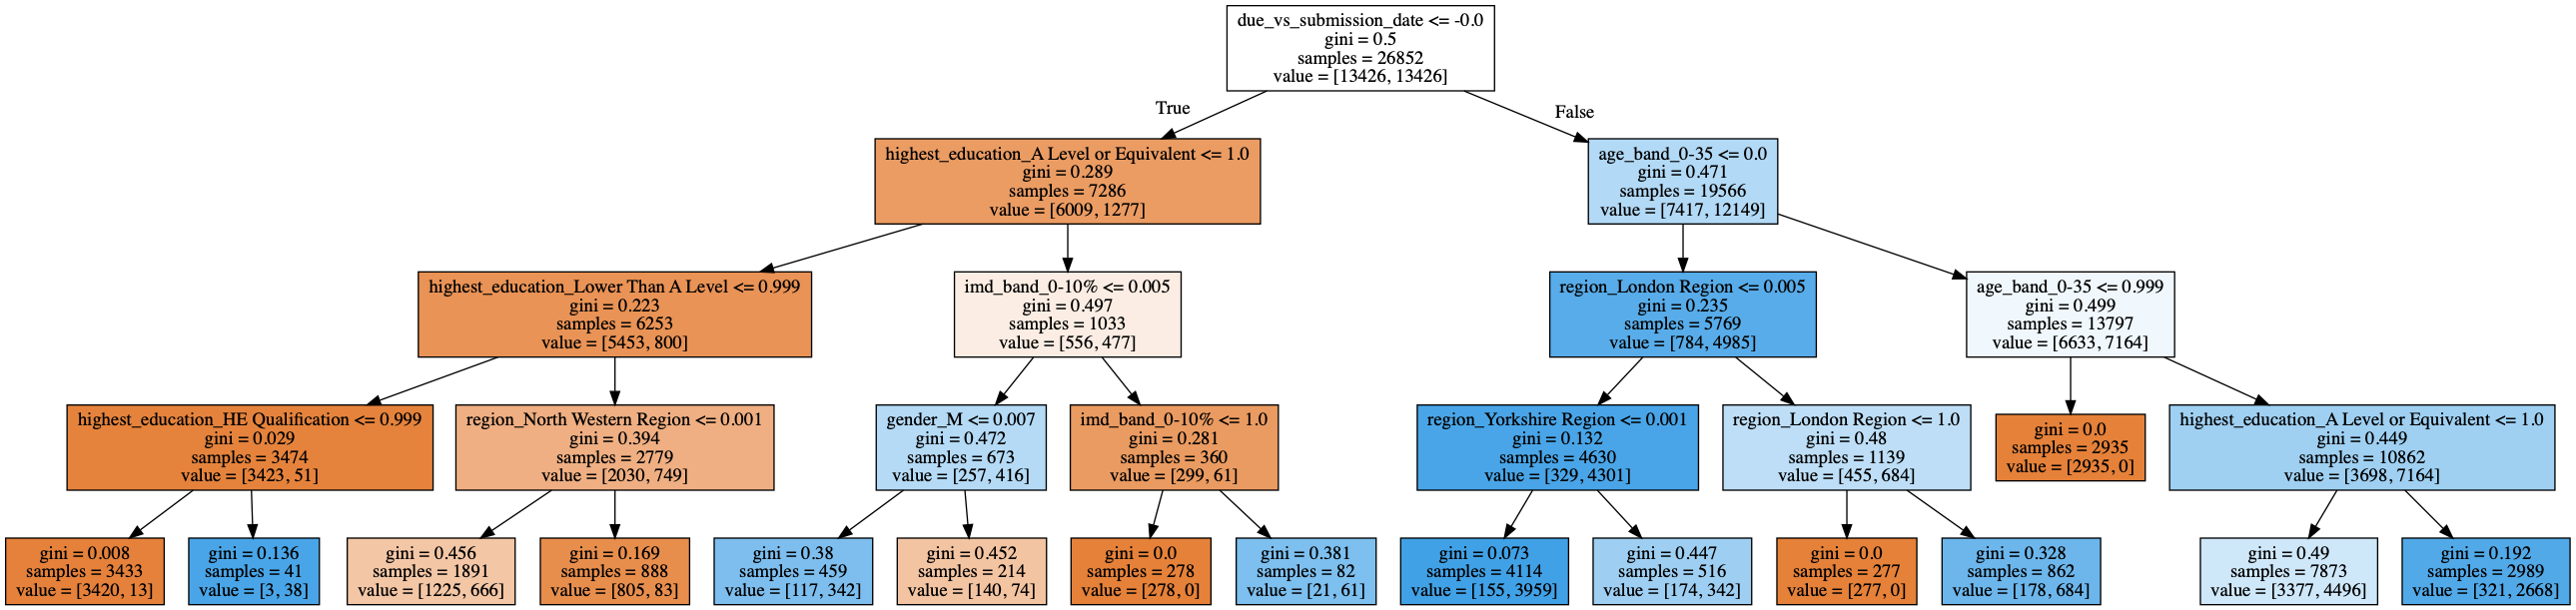 due_vs_submission_date <= -0.0
gini = 0.5
samples = 26852
value = [13426, 13426]
True
False
highest_education_A Level or Equivalent <= 1.0
gini = 0.289
samples = 7286
value = [6009, 1277]
age_band_0-35 <= 0.0
gini = 0.471
samples = 19566
value = [7417, 12149]
highest_education_Lower Than A Level <= 0.999
gini = 0.223
samples = 6253
value = [5453, 800]
imd_band_0-10% <= 0.005
gini = 0.497
samples = 1033
value = [556, 477]
region_London Region <= 0.005
gini = 0.235
samples = 5769
value = [784, 4985]
age_band_0-35 <= 0.999
gini = 0.499
samples = 13797
value = [6633, 7164]
highest_education_HE Qualification <= 0.999
gini = 0.029
samples = 3474
value = [3423, 51]
region_North Western Region <= 0.001
gini = 0.394
samples = 2779
value = [2030, 749]
gender_M <= 0.007
gini = 0.472
samples = 673
value = [257, 416]
imd_band_0-10% <= 1.0
gini = 0.281
samples = 360
value = [299, 61]
region_Yorkshire Region <= 0.001
gini = 0.132
samples = 4630
value = [329, 4301]
region_London Region <= 1.0
gini = 0.48
samples = 1139
value = [455, 684]
gini = 0.0
samples = 2935
value = [2935, 0]
highest_education_A Level or Equivalent <= 1.0
gini = 0.449
samples = 10862
value = [3698, 7164]
gini = 0.008
samples = 3433
value = [3420, 13]
gini = 0.136
samples = 41
value = [3, 38]
gini = 0.456
samples = 1891
value = [1225, 666]
gini = 0.169
samples = 888
value = [805, 83]
gini = 0.38
samples = 459
value = [117, 342]
gini = 0.452
samples = 214
value = [140, 74]
gini = 0.0
samples = 278
value = [278, 0]
gini = 0.381
samples = 82
value = [21, 61]
gini = 0.073
samples = 4114
value = [155, 3959]
gini = 0.447
samples = 516
value = [174, 342]
gini = 0.0
samples = 277
value = [277, 0]
gini = 0.328
samples = 862
value = [178, 684]
gini = 0.49
samples = 7873
value = [3377, 4496]
gini = 0.192
samples = 2989
value = [321, 2668]